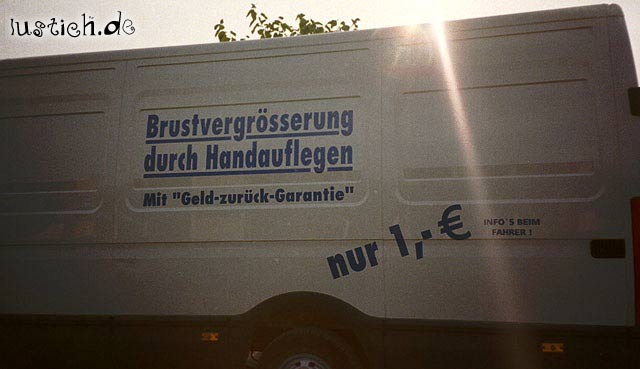 lustich.de
Brustvergrösserung
durch Handauflegen
Mit "Geld-zurück-Garantie"
nur 1,- €
INFO`S BEIM
FAHRER !